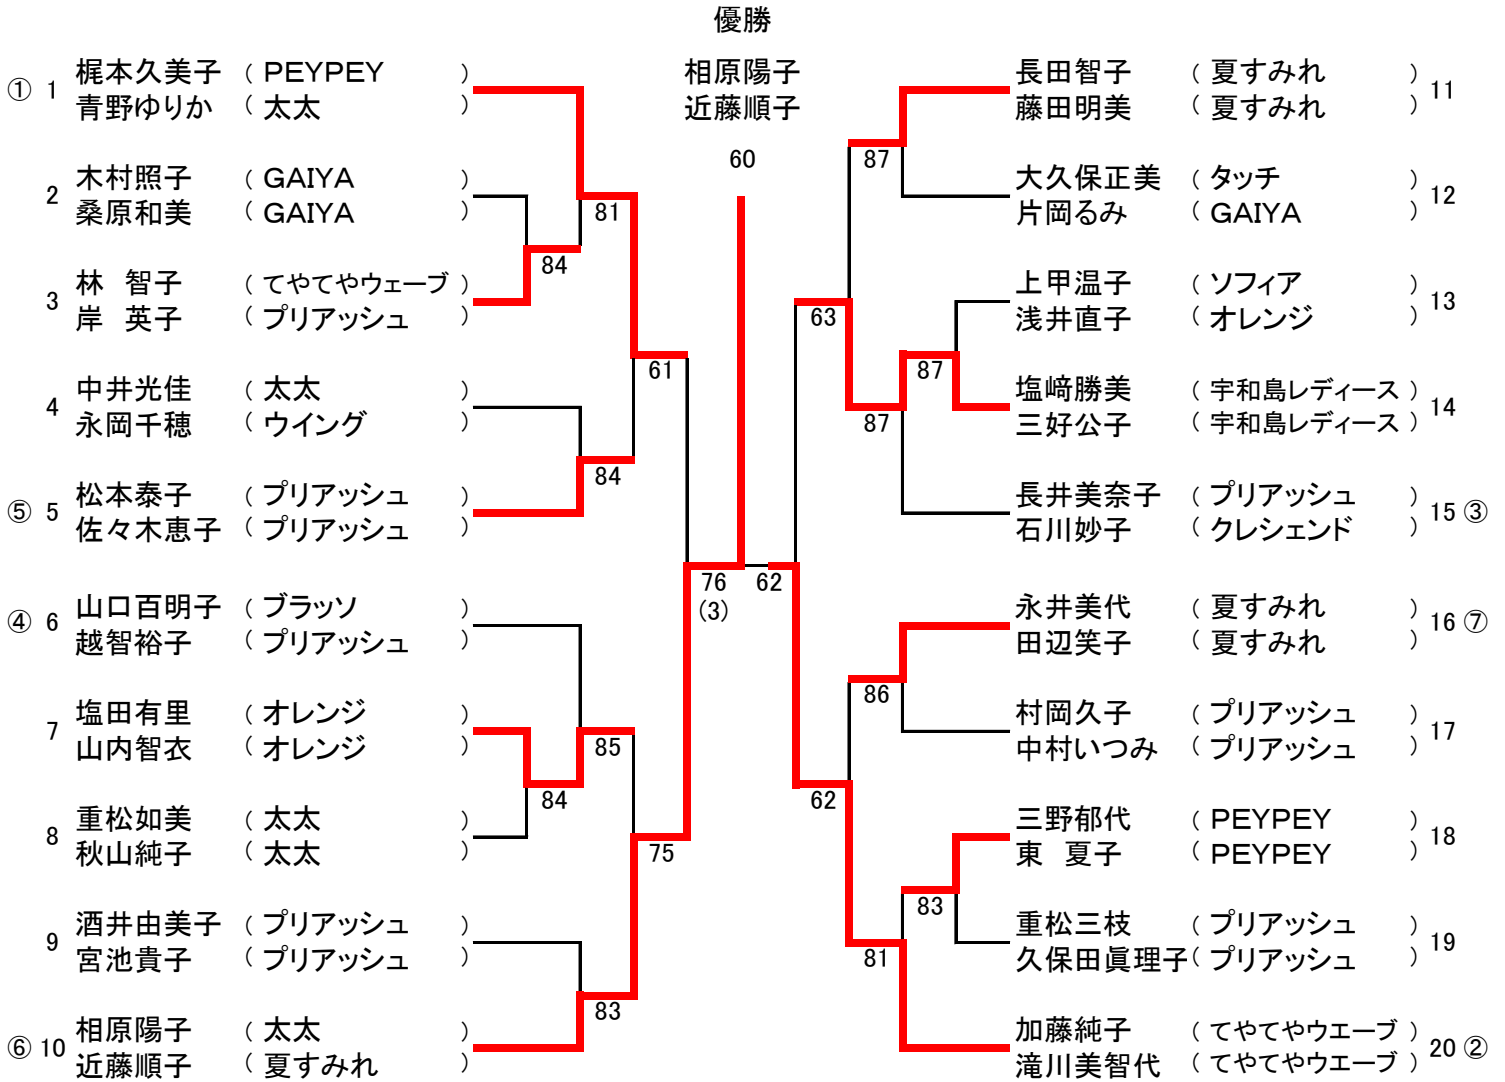 優勝
相原陽子
近藤順子
60
① 1 梶本久美子 ( PEYPEY )
青野ゆりか ( 太太 )
2 木村照子 ( GAIYA )
桑原和美 ( GAIYA )
3 林 智子 ( てやてやウェーブ )
岸 英子 ( プリアッシュ )
4 中井光佳 ( 太太 )
永岡千穂 ( ウイング )
⑤ 5 松本泰子 ( プリアッシュ )
佐々木恵子 ( プリアッシュ )
④ 6 山口百明子 ( ブラッソ )
越智裕子 ( プリアッシュ )
7 塩田有里 ( オレンジ )
山内智衣 ( オレンジ )
8 重松如美 ( 太太 )
秋山純子 ( 太太 )
9 酒井由美子 ( プリアッシュ )
宮池貴子 ( プリアッシュ )
⑥ 10 相原陽子 ( 太太 )
近藤順子 ( 夏すみれ )
81
84
61
84
85
84
75
83
76
(3)
62
87
63
87
87
86
62
83
81
長田智子 ( 夏すみれ ) 11
藤田明美 ( 夏すみれ )
大久保正美 ( タッチ ) 12
片岡るみ ( GAIYA )
上甲温子 ( ソフィア ) 13
浅井直子 ( オレンジ )
塩﨑勝美 ( 宇和島レディース ) 14
三好公子 ( 宇和島レディース )
長井美奈子 ( プリアッシュ ) 15 ③
石川妙子 ( クレシェンド )
永井美代 ( 夏すみれ ) 16 ⑦
田辺笑子 ( 夏すみれ )
村岡久子 ( プリアッシュ ) 17
中村いつみ ( プリアッシュ )
三野郁代 ( PEYPEY ) 18
東 夏子 ( PEYPEY )
重松三枝 ( プリアッシュ ) 19
久保田眞理子 ( プリアッシュ )
加藤純子 ( てやてやウエーブ ) 20 ②
滝川美智代 ( てやてやウエーブ )